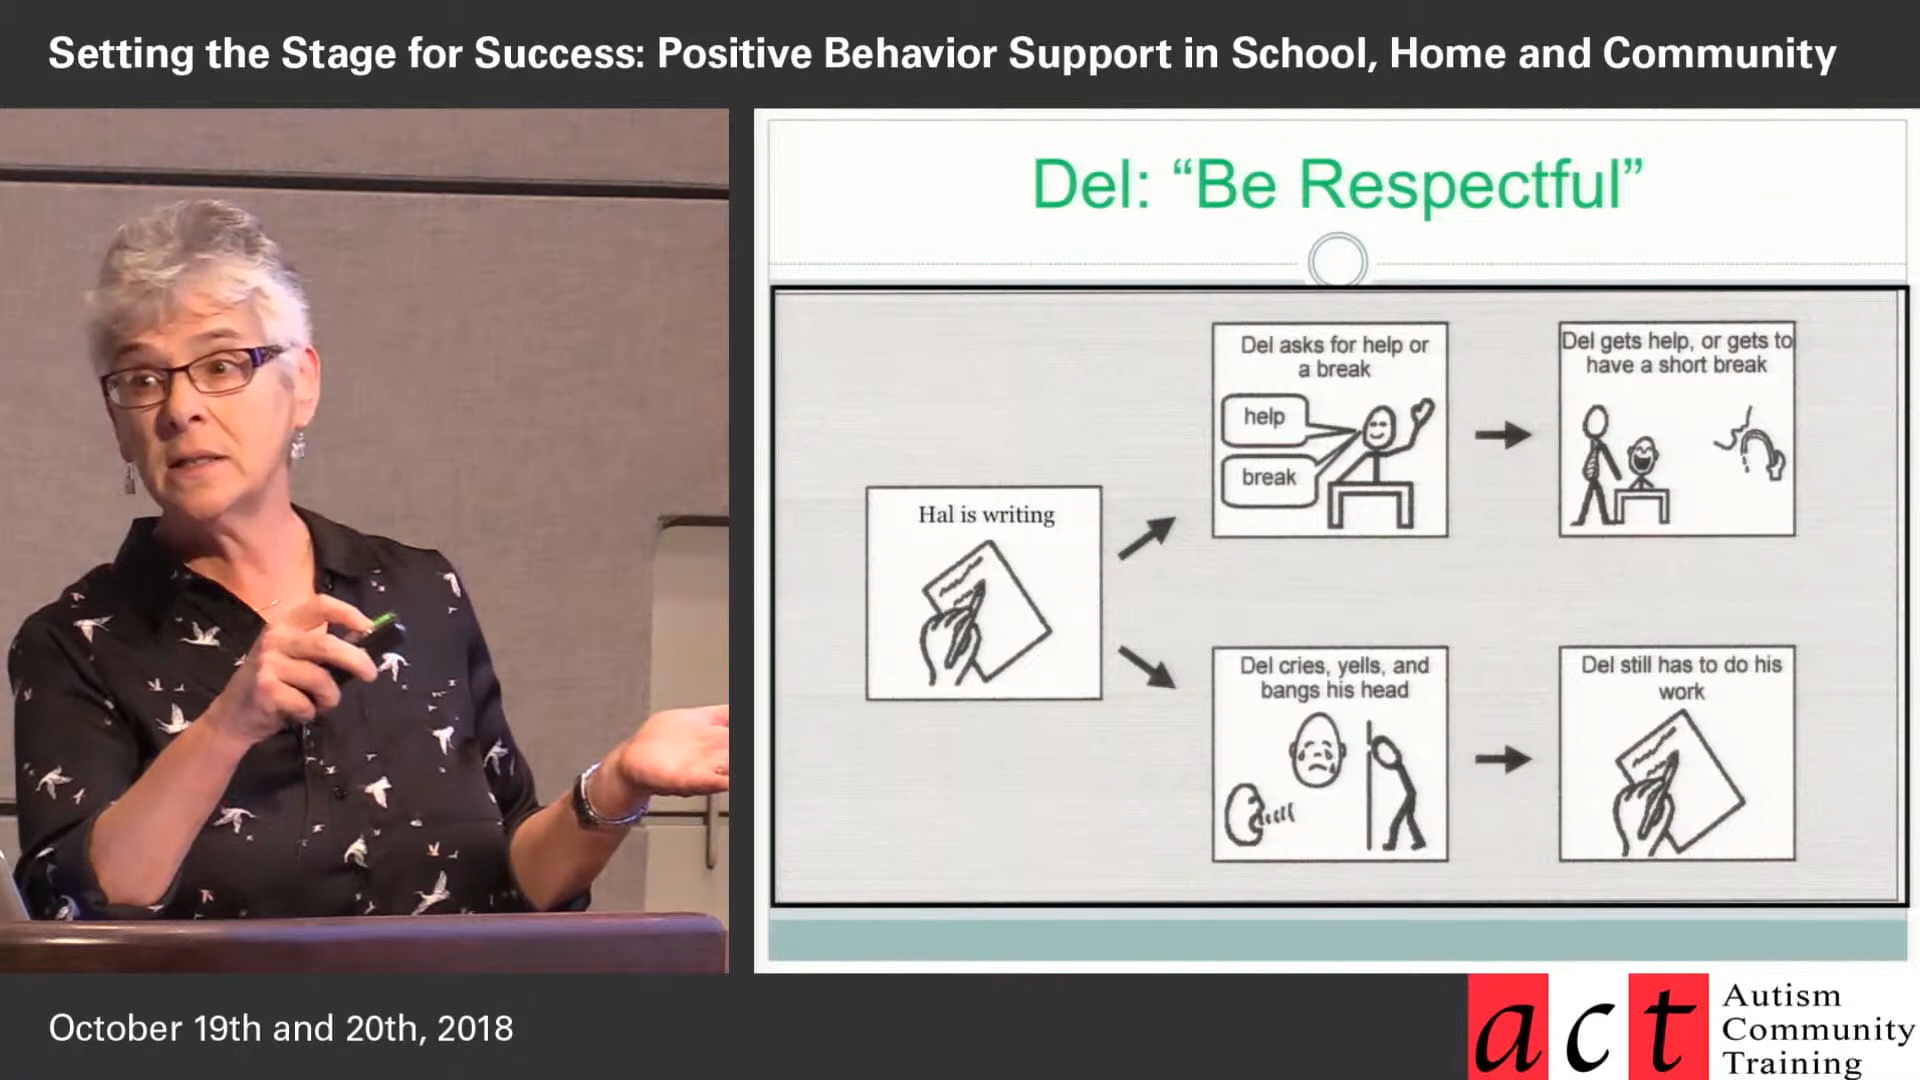 Setting the Stage for Success: Positive Behavior Support in School, Home and Community
Del: “Be Respectful”
Hal is writing
Del asks for help or
a break
help
break
Del gets help, or gets to
have a short break
Del cries, yells, and
bangs his head
Del still has to do his
work
October 19th and 20th, 2018
act
Autism
Community
Training